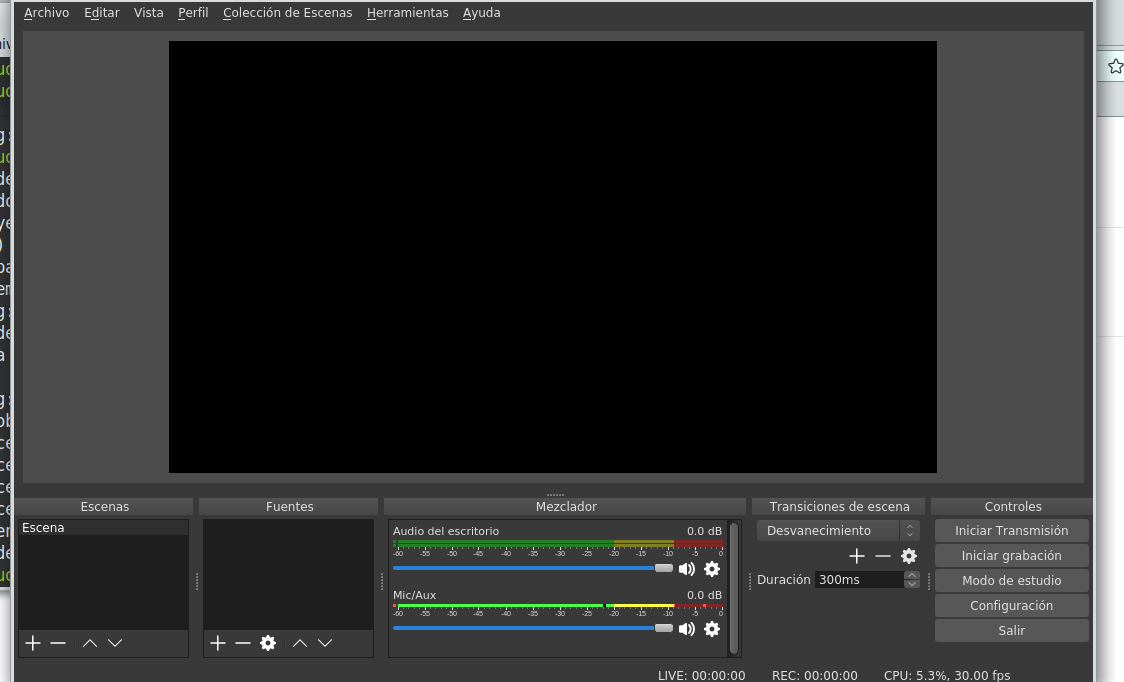 Archivo Editar Vista Perfil Colección de Escenas Herramientas Ayuda
Escenas Fuentes Mezclador Transiciones de escena Controles
Escena
Audio del escritorio 0.0 dB
-60 -55 -50 -45 -40 -35 -30 -25 -20 -15 -10 -5 0
Mic/Aux 0.0 dB
-60 -55 -50 -45 -40 -35 -30 -25 -20 -15 -10 -5 0
Desvanecimiento
Duración 300ms
Iniciar Transmisión
Iniciar grabación
Modo de estudio
Configuración
Salir
LIVE: 00:00:00 REC: 00:00:00 CPU: 5.3%, 30.00 fps